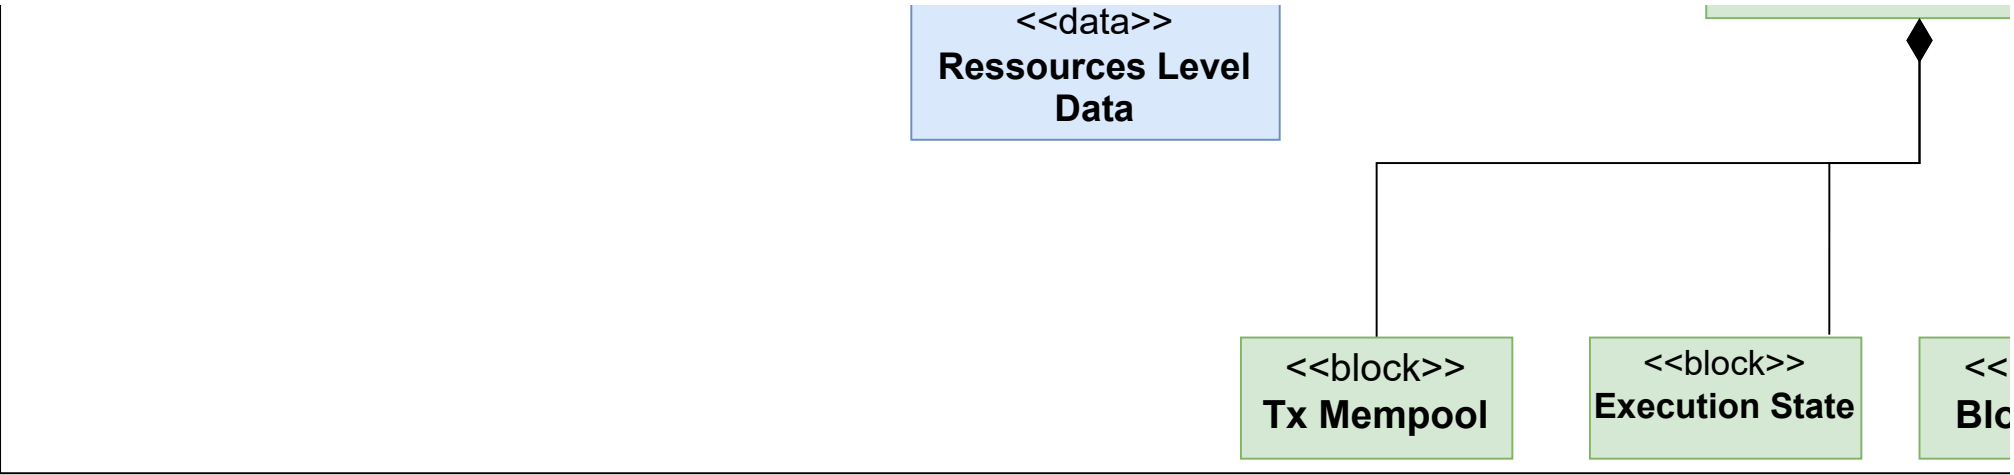 <<data>>
Ressources Level
Data
<<block>>
Tx Mempool
<<block>>
Execution State
<<